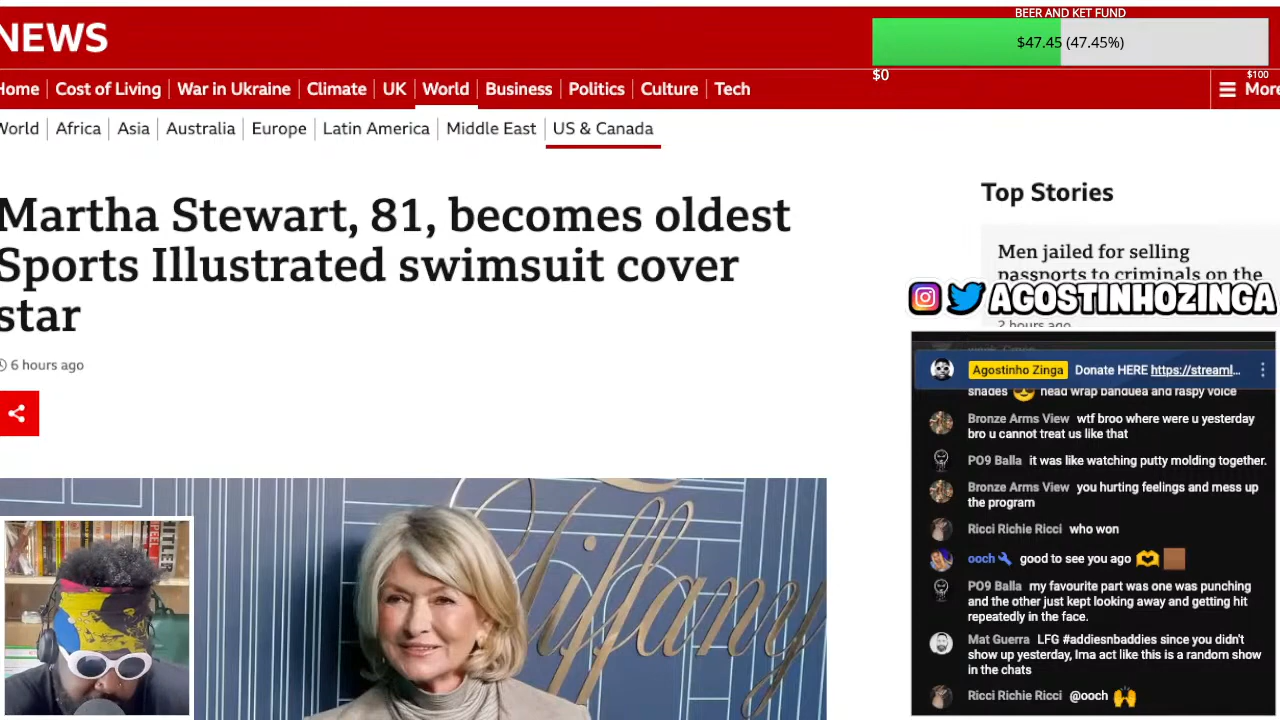 NEWS
BEER AND KET FUND
$47.45 (47.45%)
$0
$100
Home Cost of Living War in Ukraine Climate UK World Business Politics Culture Tech
More
World Africa Asia Australia Europe Latin America Middle East US & Canada
Martha Stewart, 81, becomes oldest
Sports Illustrated swimsuit cover
star
6 hours ago
Top Stories
Men jailed for selling
passports to criminals on the
2 hours ago
AGOSTINHOZINGA
Agostinho Zinga Donate HERE https://streaml...
shades head wrap banduea and raspy voice
Bronze Arms View wtf broo where were u yesterday
bro u cannot treat us like that
PO9 Balla it was like watching putty molding together.
Bronze Arms View you hurting feelings and mess up
the program
Ricci Richie Ricci who won
ooch good to see you ago
PO9 Balla my favourite part was one was punching
and the other just kept looking away and getting hit
repeatedly in the face.
Mat Guerra LFG #addiesnbaddies since you didn't
show up yesterday, Ima act like this is a random show
in the chats
Ricci Richie Ricci @ooch
Tiffany
HITLER